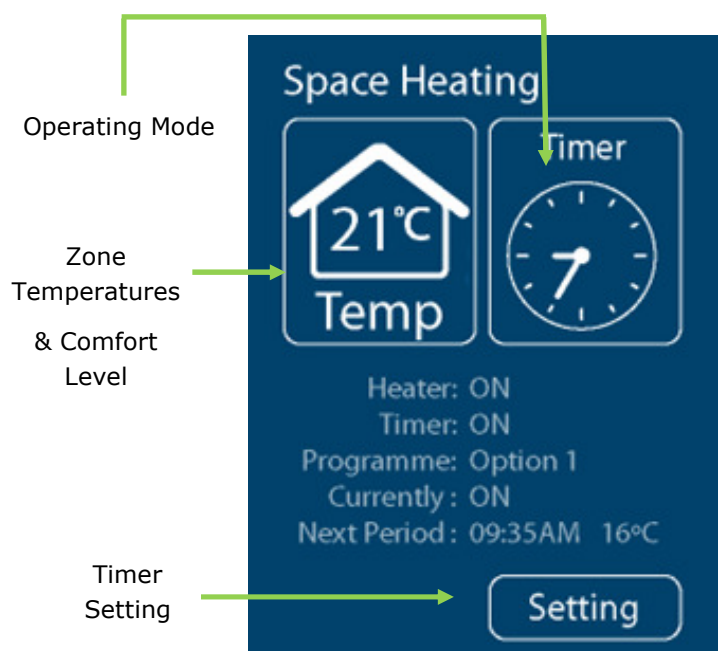 Space Heating
Operating Mode
Timer
21°C
Temp
Zone
Temperatures
& Comfort
Level
Heater: ON
Timer: ON
Programme: Option 1
Currently : ON
Next Period : 09:35AM 16ºC
Timer
Setting
Setting